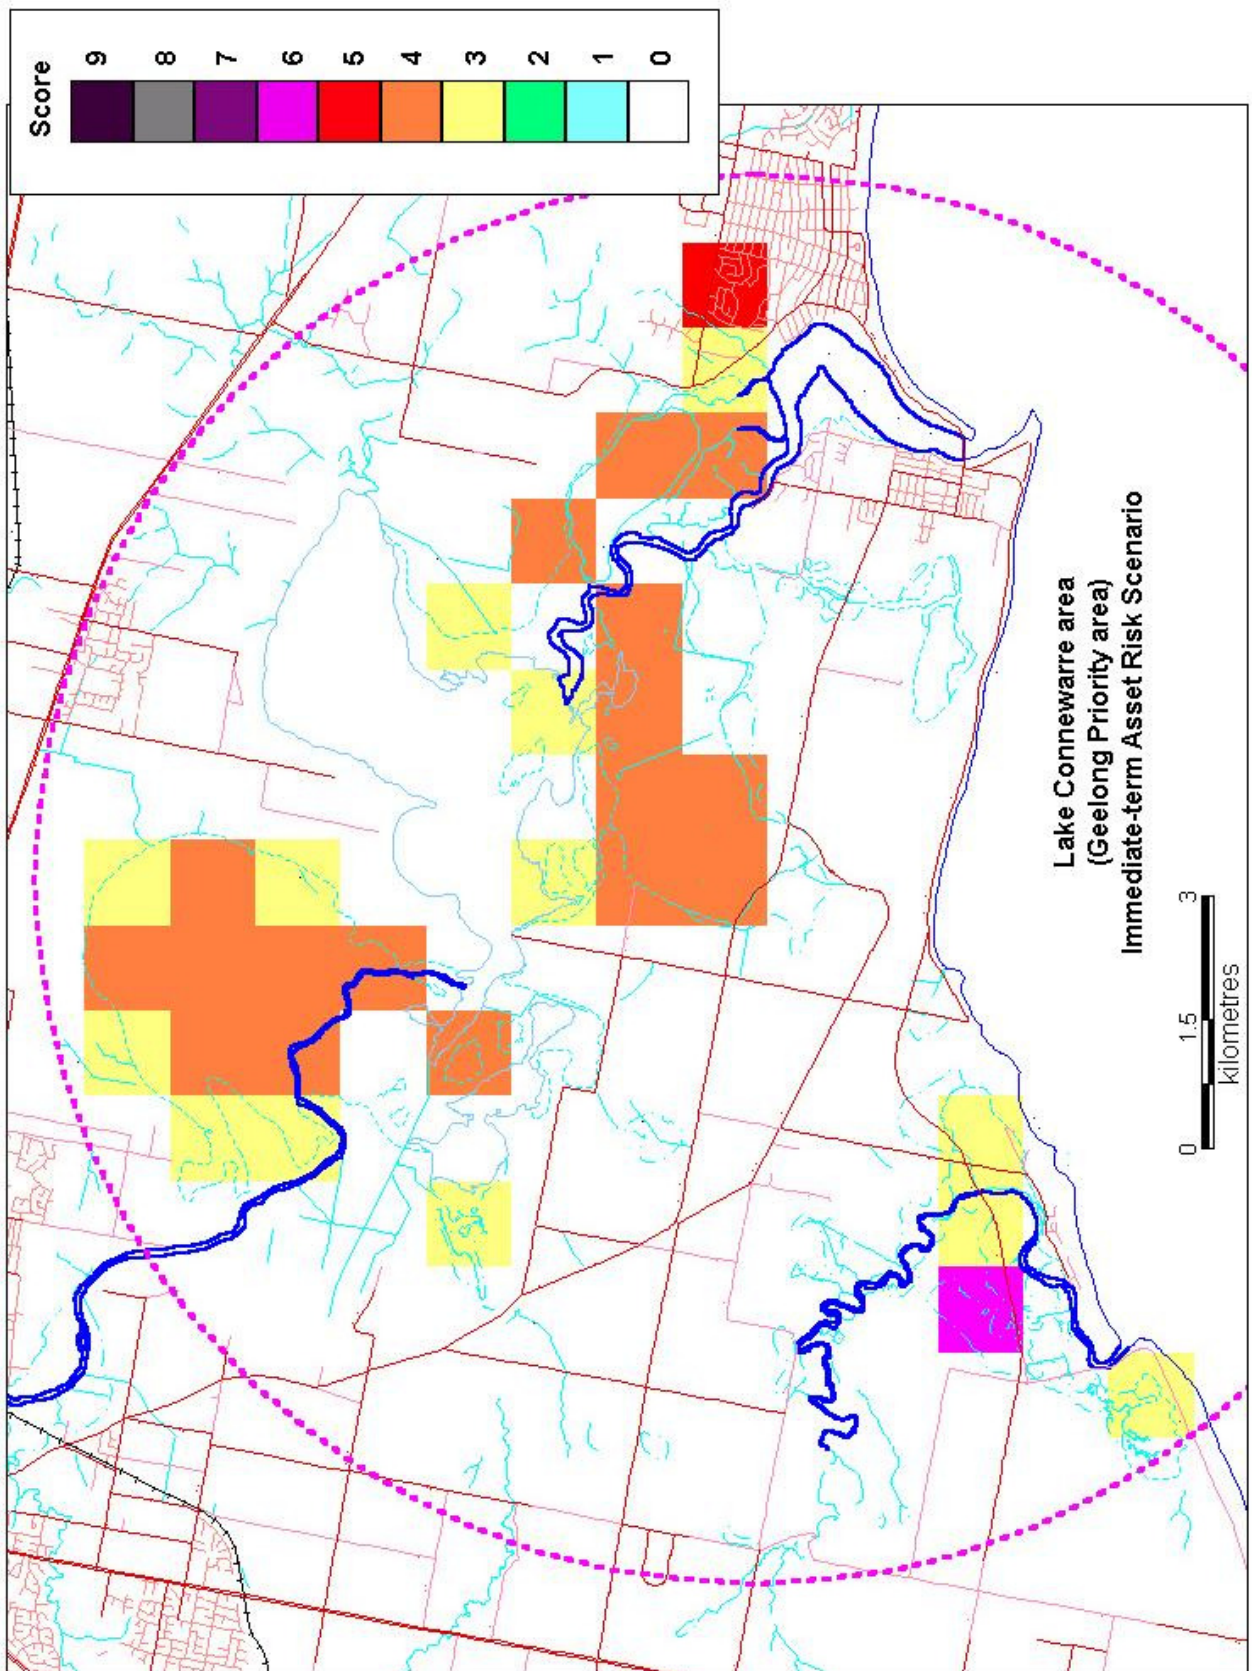 Score
9
8
7
6
5
4
3
2
1
0
Lake Connewarre area
(Geelong Priority area)
Immediate-term Asset Risk Scenario
0 1.5 3
kilometres